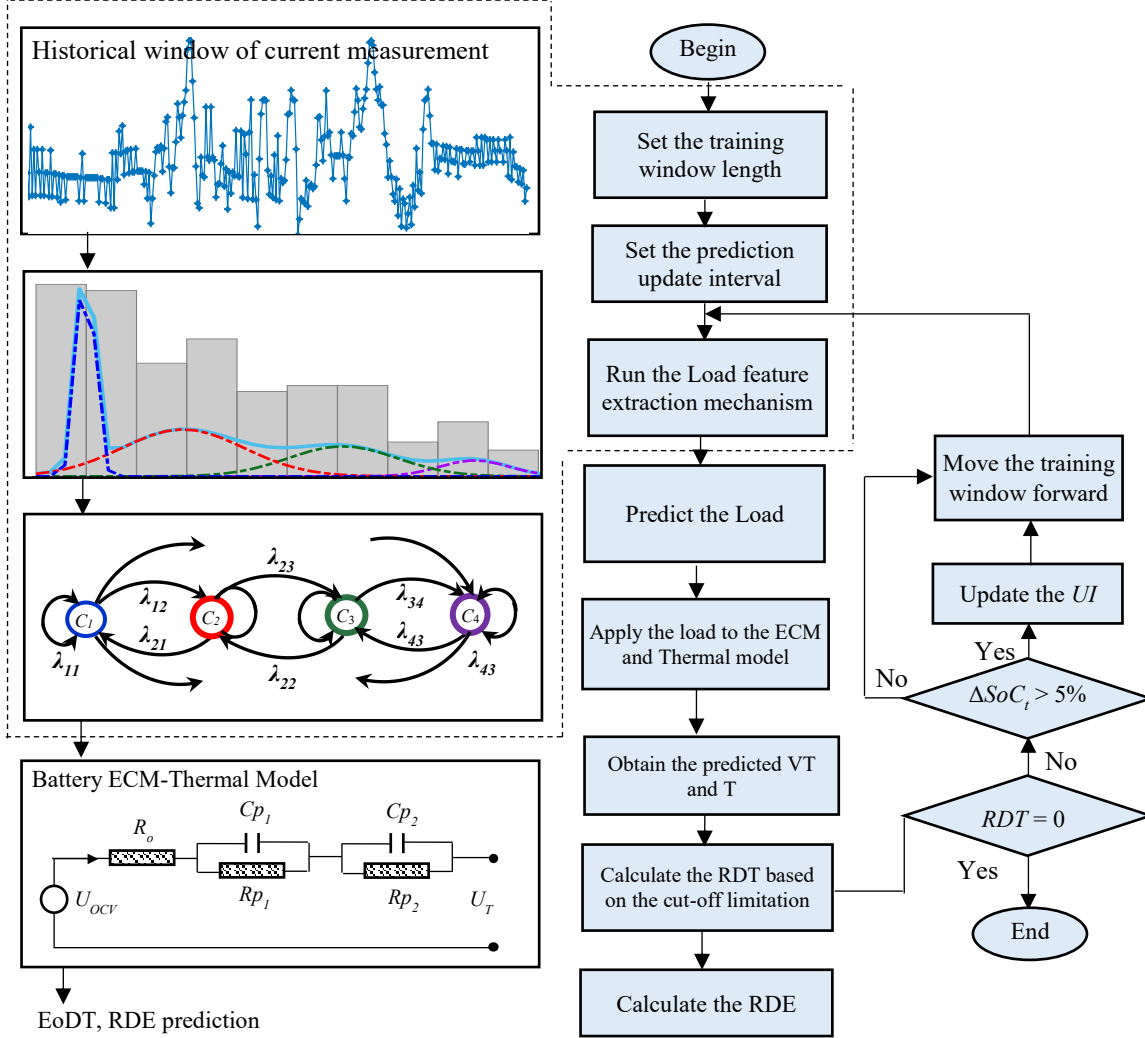 Historical window of current measurement
λ23
λ12
λ34
C1
C2
C3
C4
λ21
λ43
λ11
λ22
λ43
Battery ECM-Thermal Model
Cp1
Cp2
Ro
UOCV
Rp1
Rp2
UT
EoDT, RDE prediction
Begin
Set the training
window length
Set the prediction
update interval
Run the Load feature
extraction mechanism
Predict the Load
Apply the load to the ECM
and Thermal model
Obtain the predicted VT
and T
Calculate the RDT based
on the cut-off limitation
Calculate the RDE
Move the training
window forward
Update the UI
Yes
No
ΔSoCt > 5%
No
RDT = 0
Yes
End